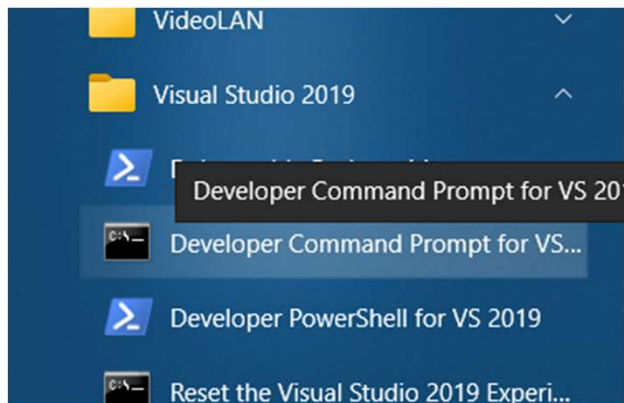 VideoLAN
Visual Studio 2019
Developer Command Prompt for VS 20
Developer Command Prompt for VS...
Developer PowerShell for VS 2019
Reset the Visual Studio 2019 Experi...